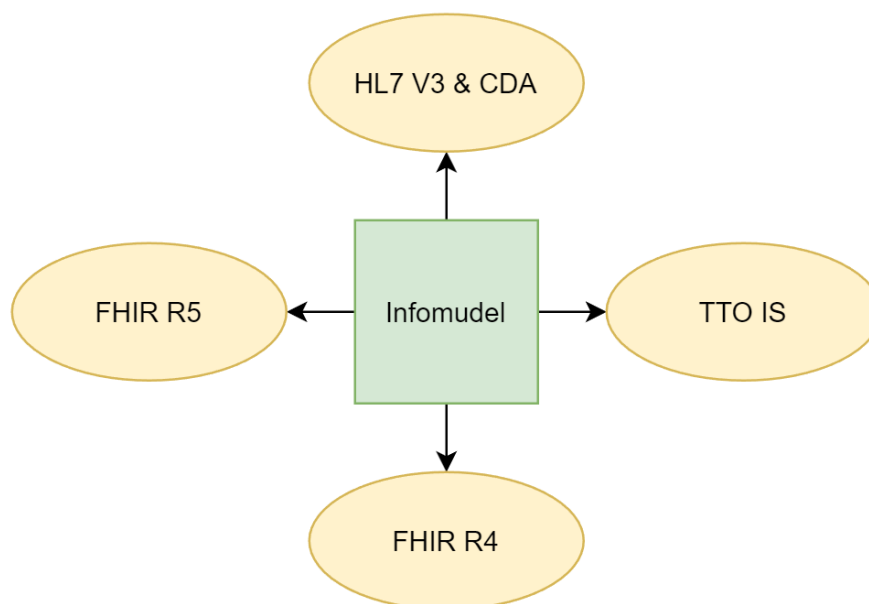 HL7 V3 & CDA
FHIR R5
Infomudel
TTO IS
FHIR R4